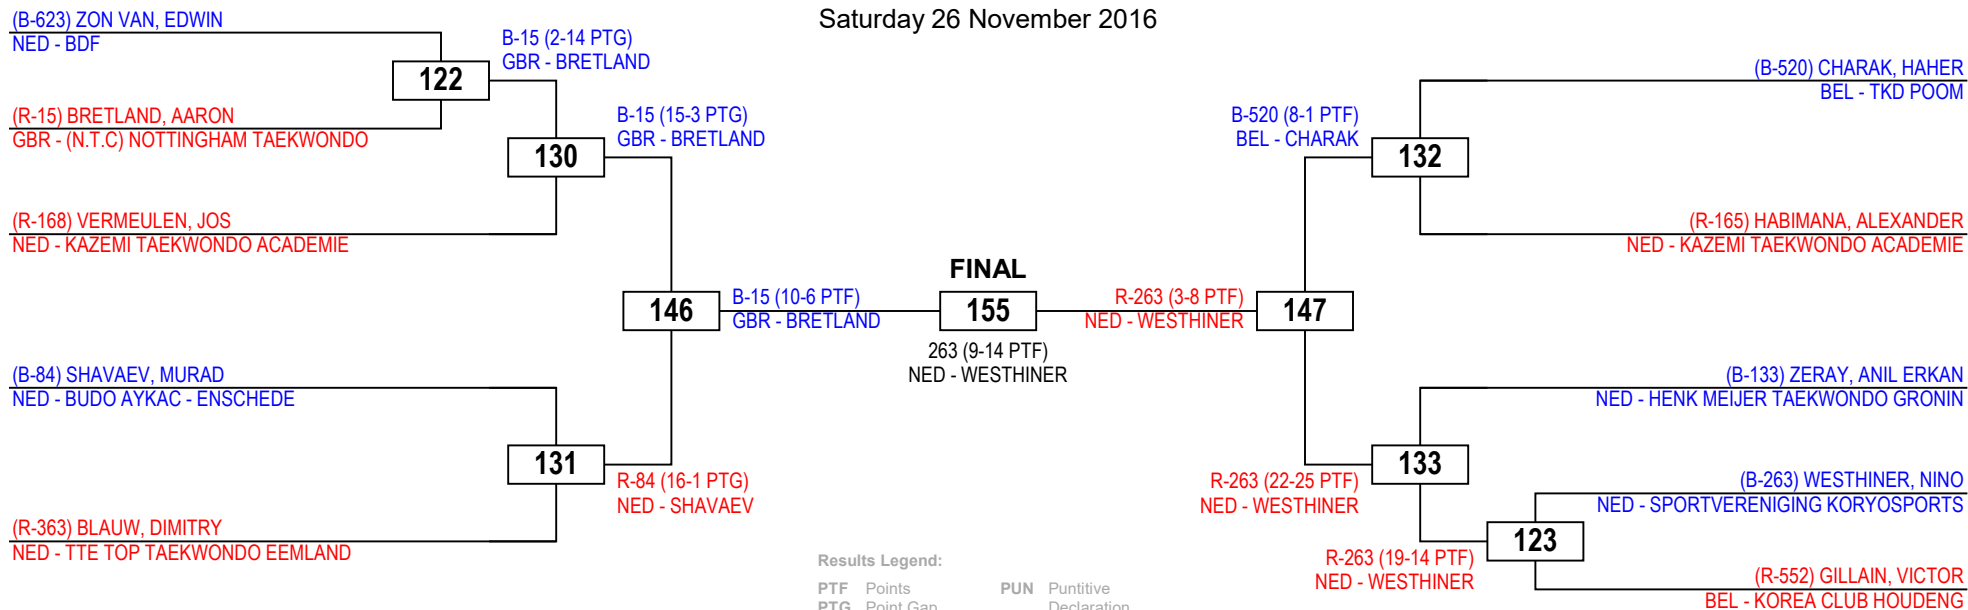 Saturday 26 November 2016
(B-623) ZON VAN, EDWIN
NED - BDF
122
(R-15) BRETLAND, AARON
GBR - (N.T.C) NOTTINGHAM TAEKWONDO
B-15 (2-14 PTG)
GBR - BRETLAND
130
(R-168) VERMEULEN, JOS
NED - KAZEMI TAEKWONDO ACADEMIE
B-15 (15-3 PTG)
GBR - BRETLAND
146
(B-84) SHAVAEV, MURAD
NED - BUDO AYKAC - ENSCHEDE
131
(R-363) BLAUW, DIMITRY
NED - TTE TOP TAEKWONDO EEMLAND
R-84 (16-1 PTG)
NED - SHAVAEV
B-15 (10-6 PTF)
GBR - BRETLAND
FINAL
155
263 (9-14 PTF)
NED - WESTHINER
R-263 (3-8 PTF)
NED - WESTHINER
147
B-520 (8-1 PTF)
BEL - CHARAK
132
(B-520) CHARAK, HAHER
BEL - TKD POOM
(R-165) HABIMANA, ALEXANDER
NED - KAZEMI TAEKWONDO ACADEMIE
(B-133) ZERAY, ANIL ERKAN
NED - HENK MEIJER TAEKWONDO GRONIN
133
R-263 (22-25 PTF)
NED - WESTHINER
(B-263) WESTHINER, NINO
NED - SPORTVERENIGING KORYOSPORTS
123
R-263 (19-14 PTF)
NED - WESTHINER
(R-552) GILLAIN, VICTOR
BEL - KOREA CLUB HOUDENG
Results Legend:
PTF Points PUN Puntitive
PTG Point Gap Declaration